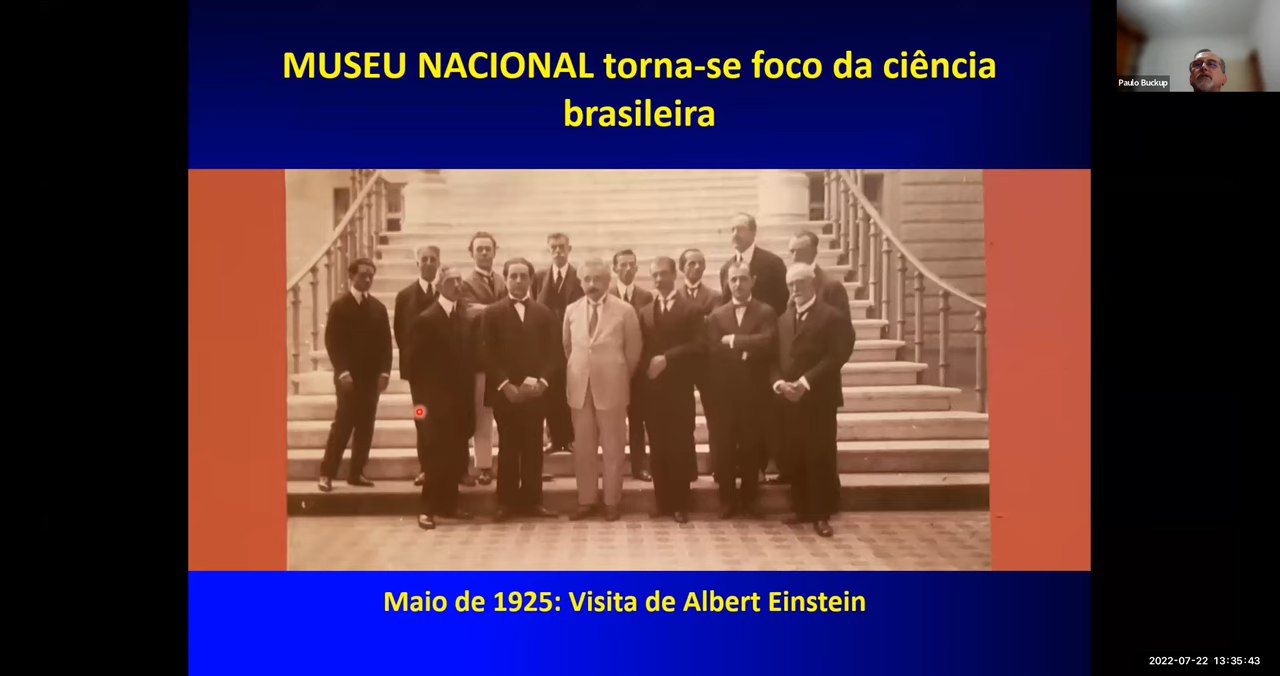 MUSEU NACIONAL torna-se foco da ciência
brasileira
Paulo Buckup
Maio de 1925: Visita de Albert Einstein
2022-07-22 13:35:43